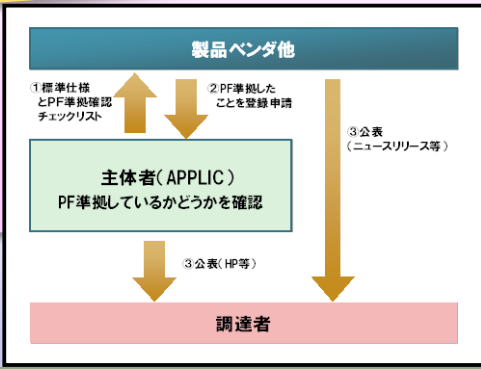 製品ベンダ他
①標準仕様
とPF準拠確認
チェックリスト
②PF準拠した
ことを登録申請
③公表
(ニュースリリース等)
主体者(APPLIC)
PF準拠しているかどうかを確認
③公表(HP等)
調達者